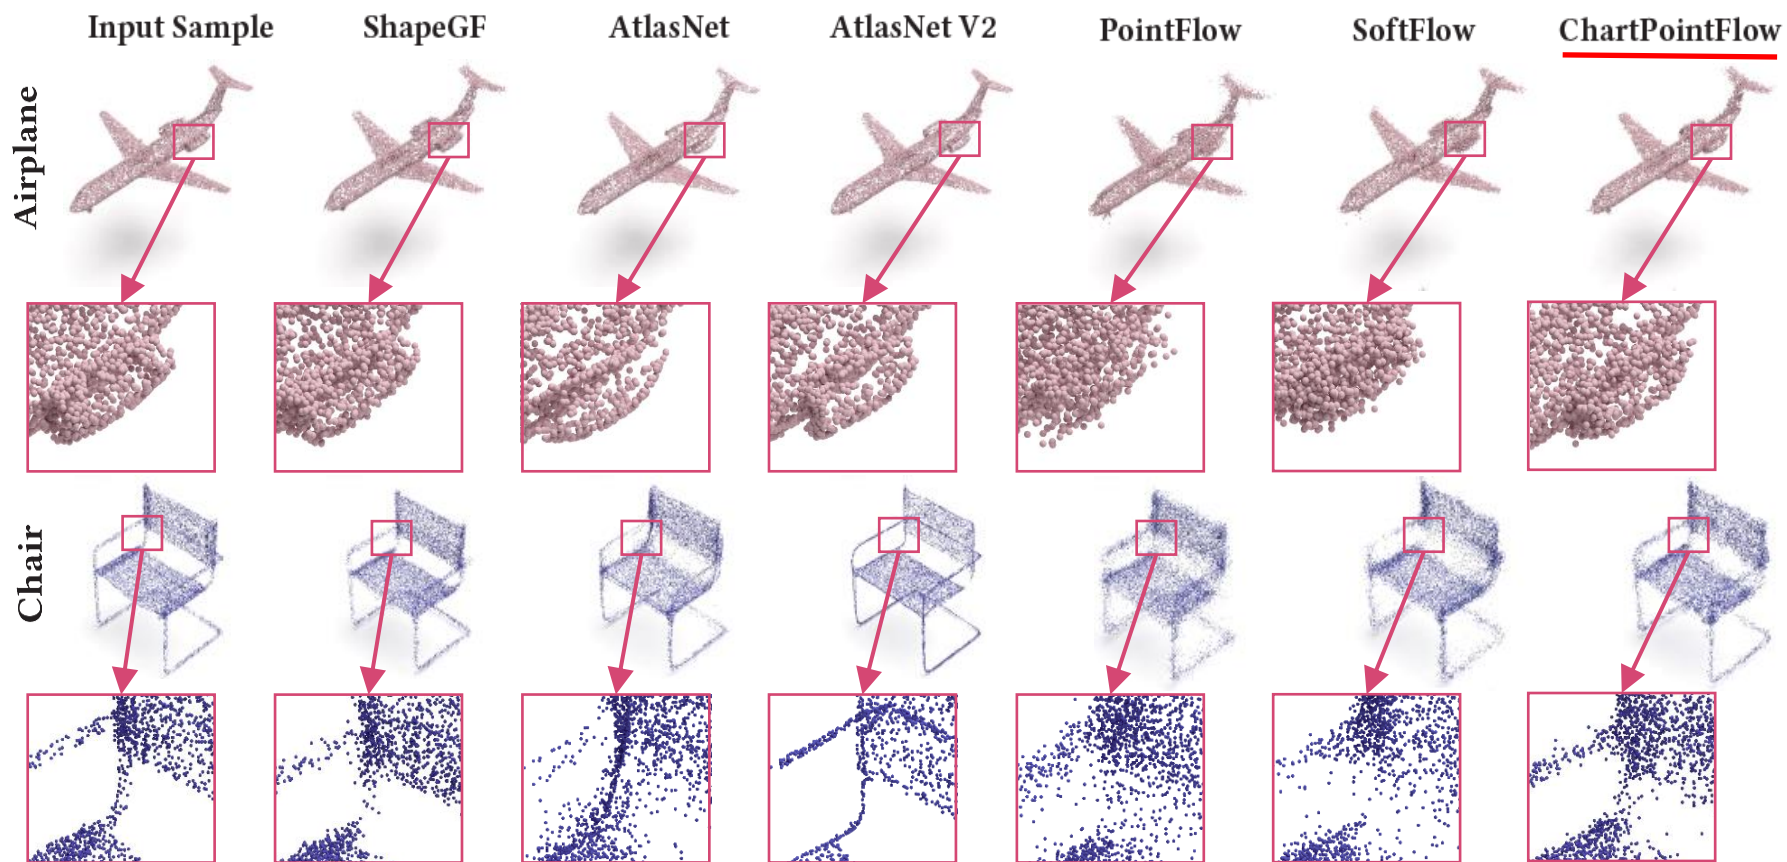 Input Sample ShapeGF AtlasNet AtlasNet V2 PointFlow SoftFlow ChartPointFlow
Airplane
Chair